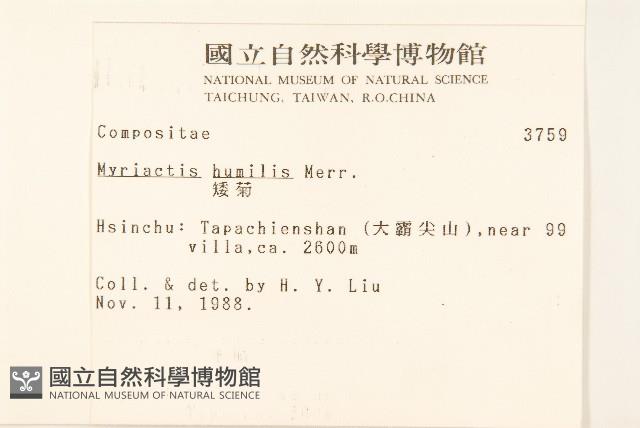 國立自然科學博物館
NATIONAL MUSEUM OF NATURAL SCIENCE
TAICHUNG, TAIWAN, R.O.CHINA
Compositae 3759
Myriactis humilis Merr.
矮菊
Hsinchu: Tapachienshan (大霸尖山),near 99
villa,ca. 2600m
Coll. & det. by H. Y. Liu
Nov. 11, 1988.
國立自然科學博物館
NATIONAL MUSEUM OF NATURAL SCIENCE